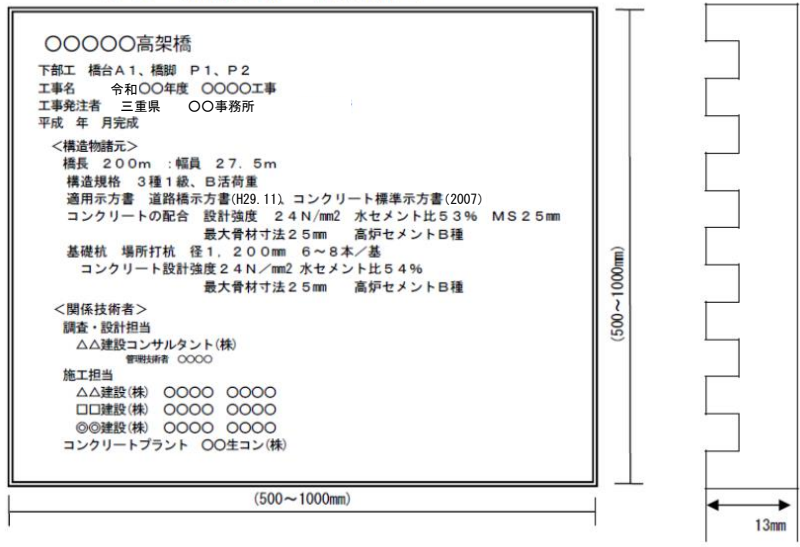 ○○○○○高架橋
下部工 橋台A1、橋脚 P1、P2
工事名 令和○○年度 ○○○○工事
工事発注者 三重県 ○○事務所
平成 年 月完成
<構造物諸元>
橋長 200m :幅員 27.5m
構造規格 3種1級、B活荷重
適用示方書 道路橋示方書(H29.11)、コンクリート標準示方書(2007)
コンクリートの配合 設計強度 24N/mm2 水セメント比53% MS25mm
最大骨材寸法25mm 高炉セメントB種
基礎杭 場所打杭 径1,200mm 6~8本/基
コンクリート設計強度24N/mm2 水セメント比54%
最大骨材寸法25mm 高炉セメントB種
<関係技術者>
調査・設計担当
△△建設コンサルタント(株)
管理技術者 ○○○○
施工担当
△△建設(株) ○○○○ ○○○○
□□建設(株) ○○○○ ○○○○
◎◎建設(株) ○○○○ ○○○○
コンクリートプラント ○○生コン(株)
(500~1000mm)
(500~1000mm)
13mm